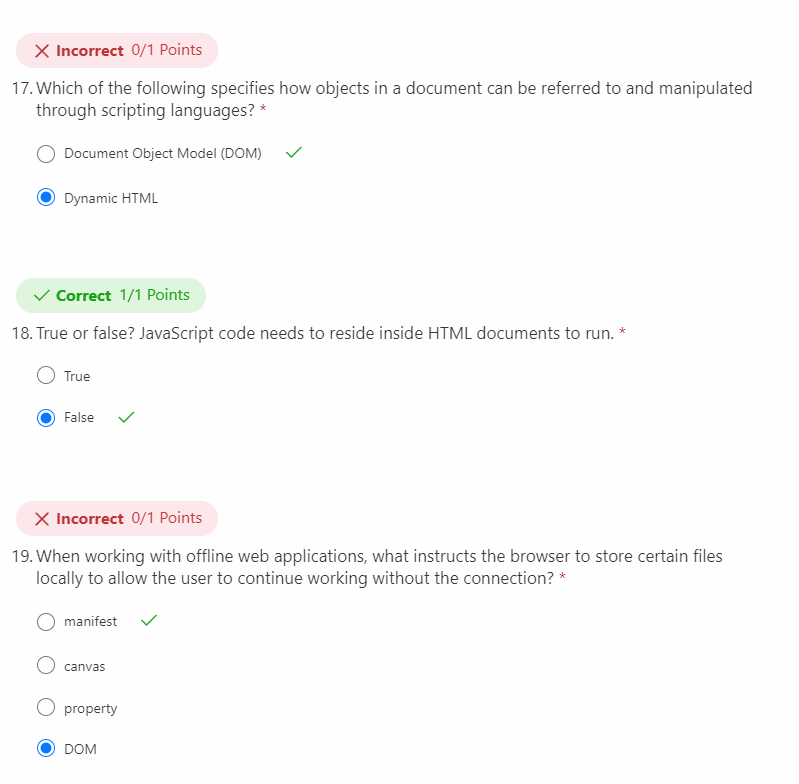 Incorrect 0/1 Points
17. Which of the following specifies how objects in a document can be referred to and manipulated
through scripting languages? *
Document Object Model (DOM)
Dynamic HTML
Correct 1/1 Points
18. True or false? JavaScript code needs to reside inside HTML documents to run. *
True
False
Incorrect 0/1 Points
19. When working with offline web applications, what instructs the browser to store certain files
locally to allow the user to continue working without the connection? *
manifest
canvas
property
DOM